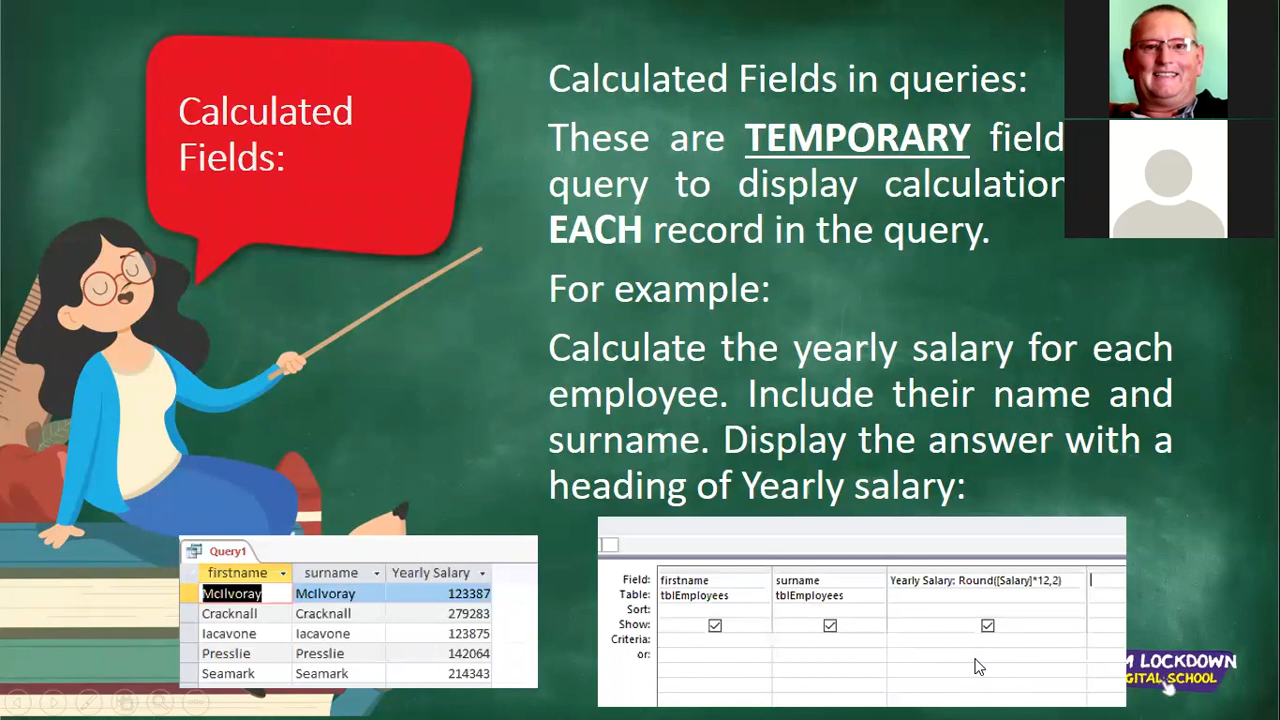 Calculated
Fields:
Calculated Fields in queries:
These are TEMPORARY field
query to display calculation
EACH record in the query.
For example:
Calculate the yearly salary for each
employee. Include their name and
surname. Display the answer with a
heading of Yearly salary:
Query1
firstname surname Yearly Salary
McIlvoray McIlvoray 123387
Cracknall Cracknall 279283
Iacavone Iacavone 123875
Presslie Presslie 142064
Seamark Seamark 214343
Field: firstname surname Yearly Salary: Round([Salary]*12,2)
Table: tblEmployees tblEmployees
Sort:
Show:
Criteria:
or:
M LOCKDOWN
DIGITAL SCHOOL